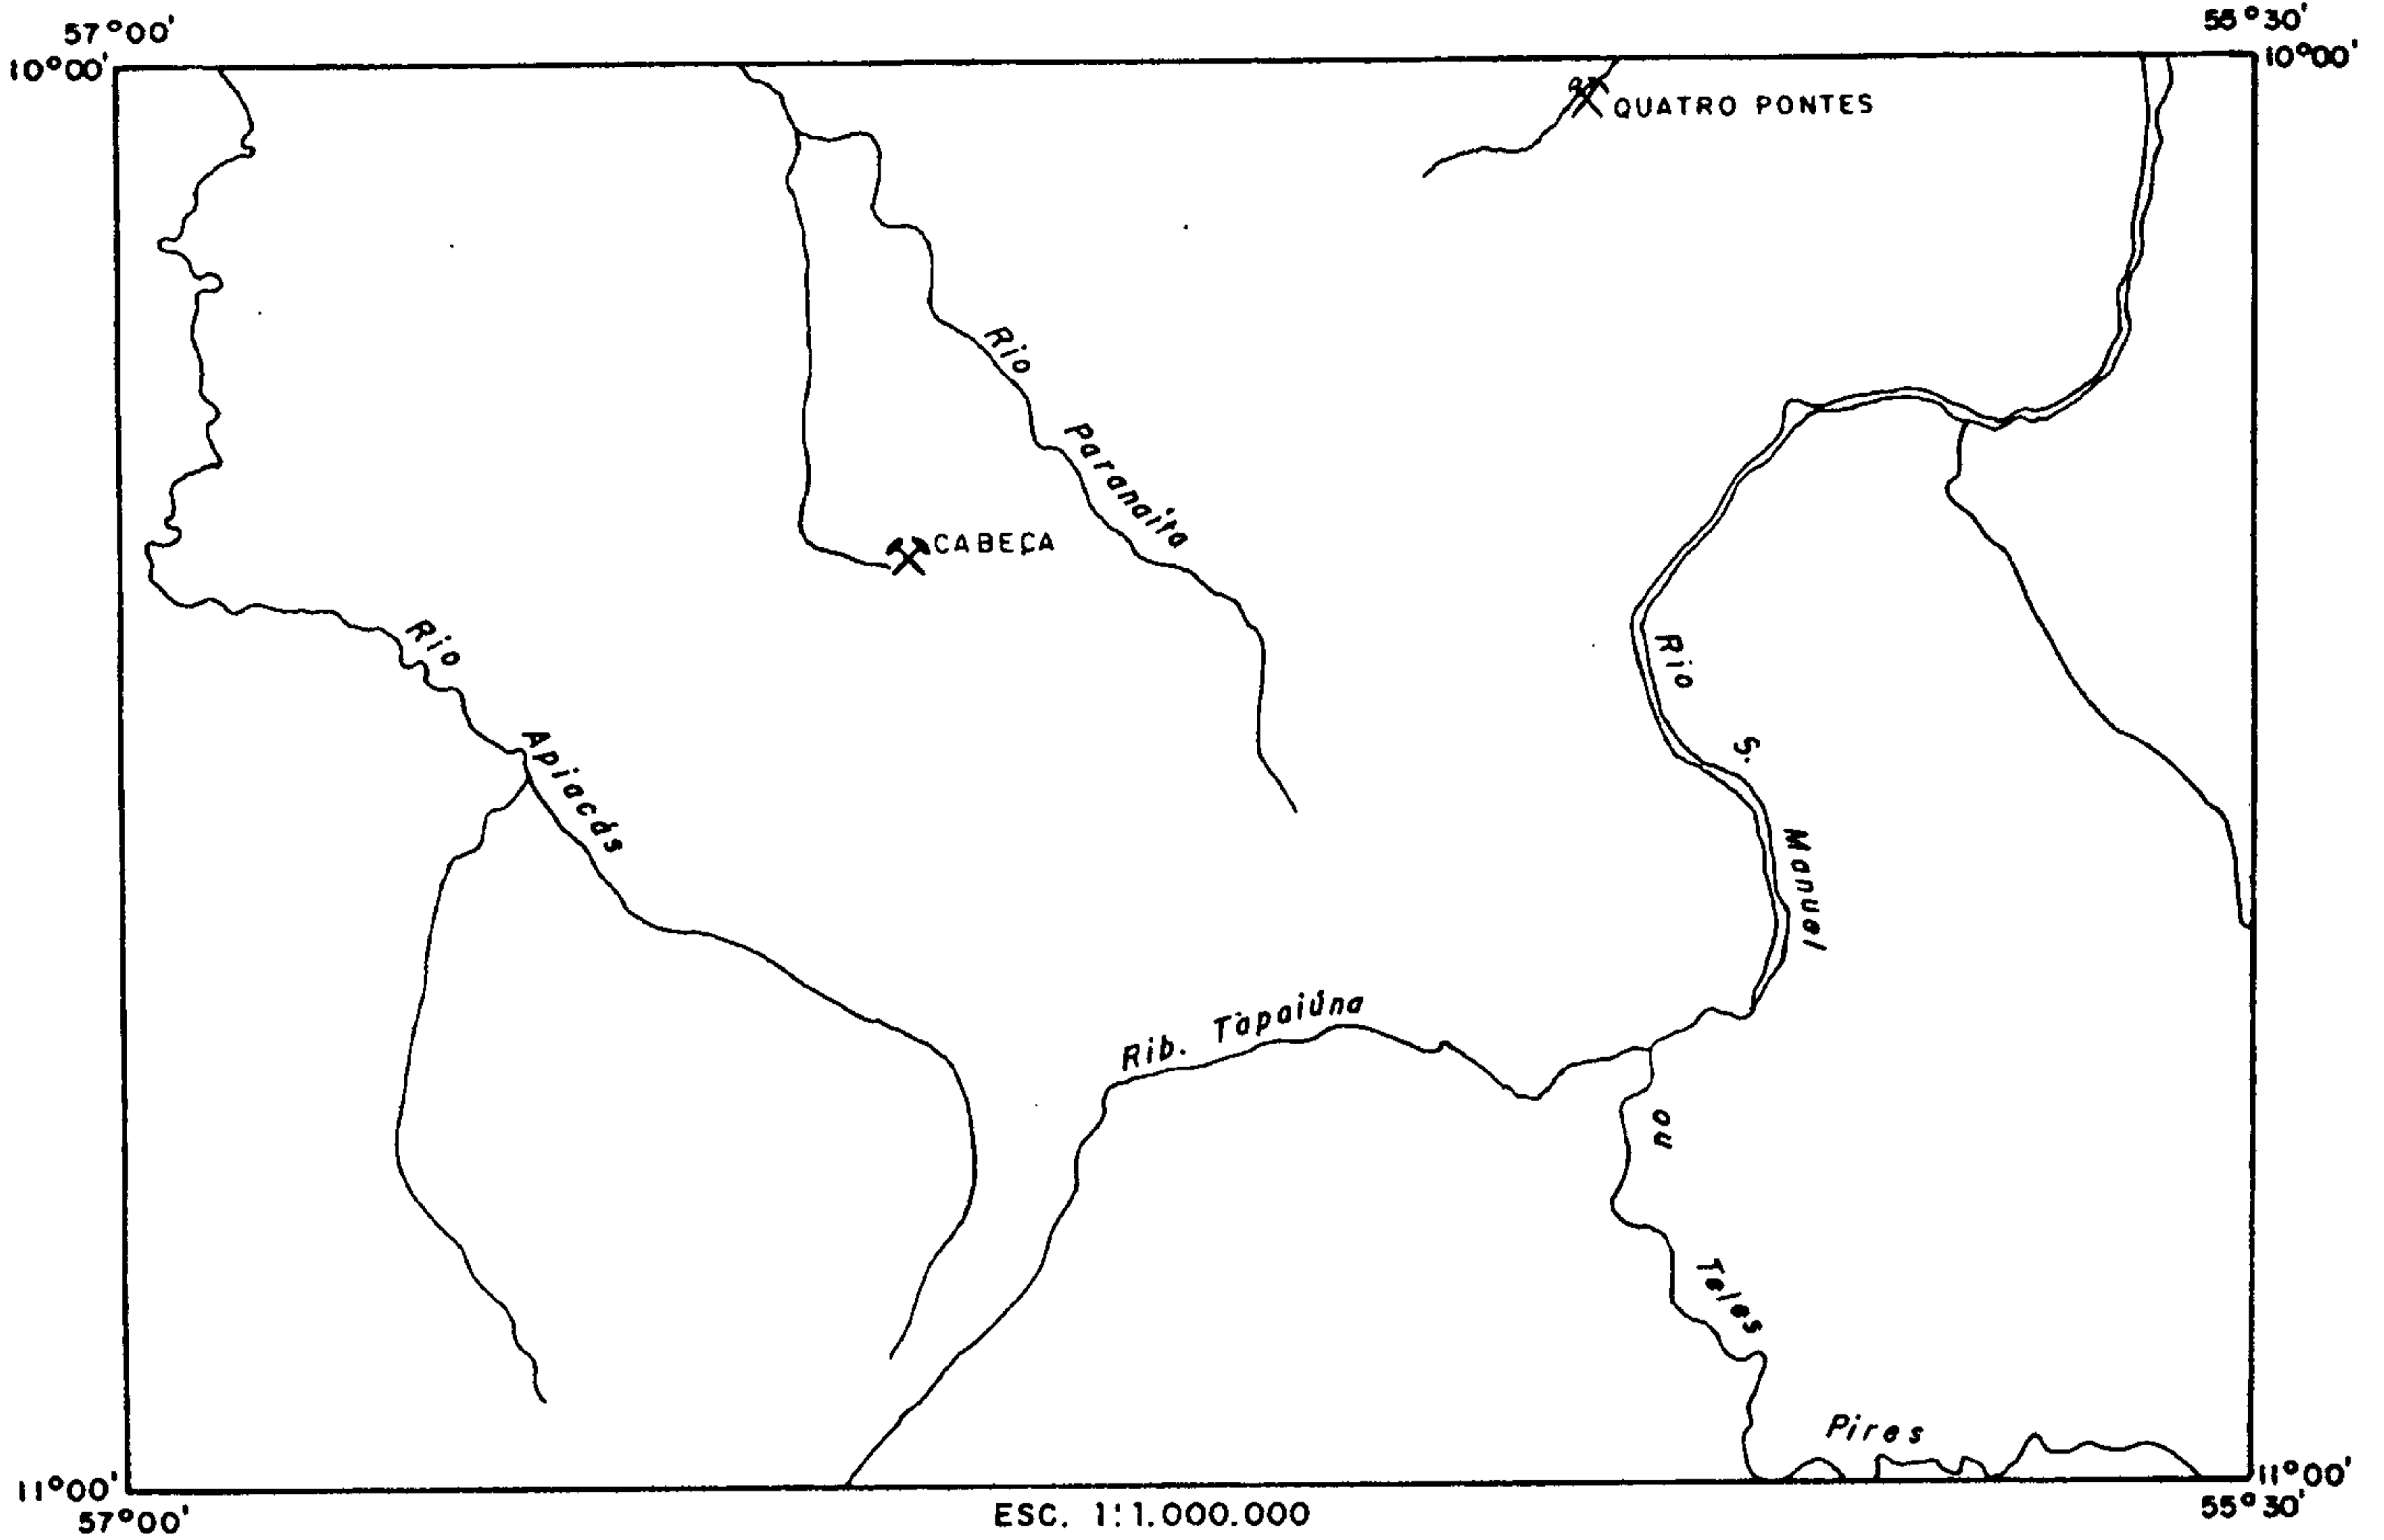 57°00' 55°30'
10°00' 10°00'
QUATRO PONTES
Rio Paranaíta
CABEÇA
Rio Apiacás
Rio S. Manuel ou Teles Pires
Rib. Tapaiúna
11°00' 11°00'
57°00' ESC. 1:1.000.000 55°30'